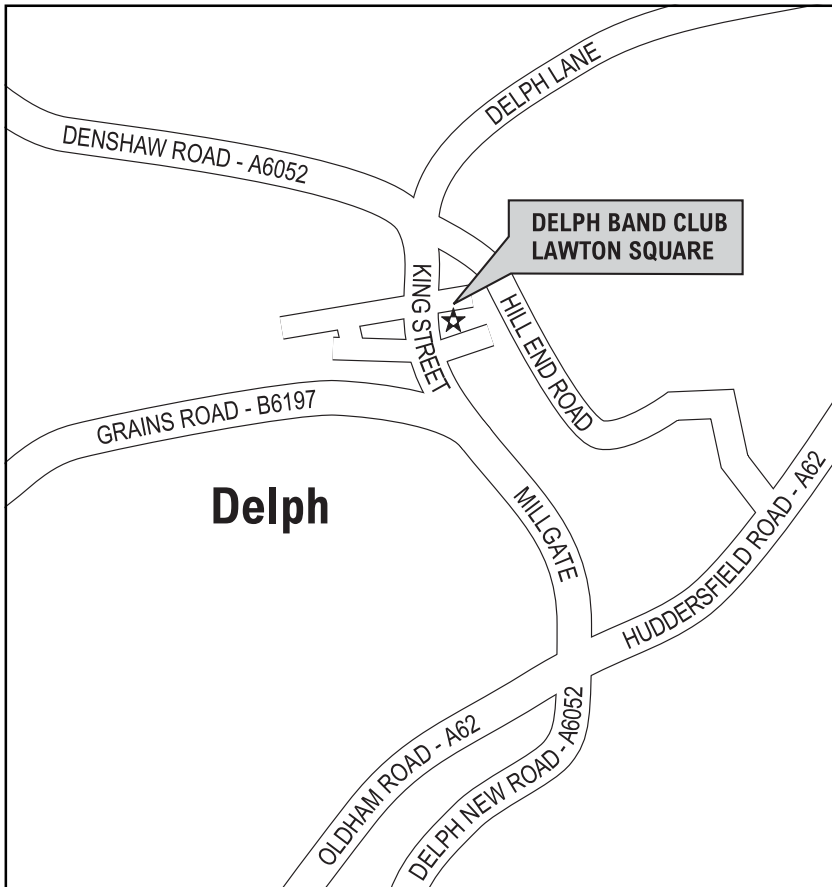 DELPH LANE
DENSHAW ROAD - A6052
DELPH BAND CLUB
LAWTON SQUARE
KING STREET
HILL END ROAD
GRAINS ROAD - B6197
Delph
MILLGATE
HUDDERSFIELD ROAD - A62
OLDHAM ROAD - A62
DELPH NEW ROAD - A6052